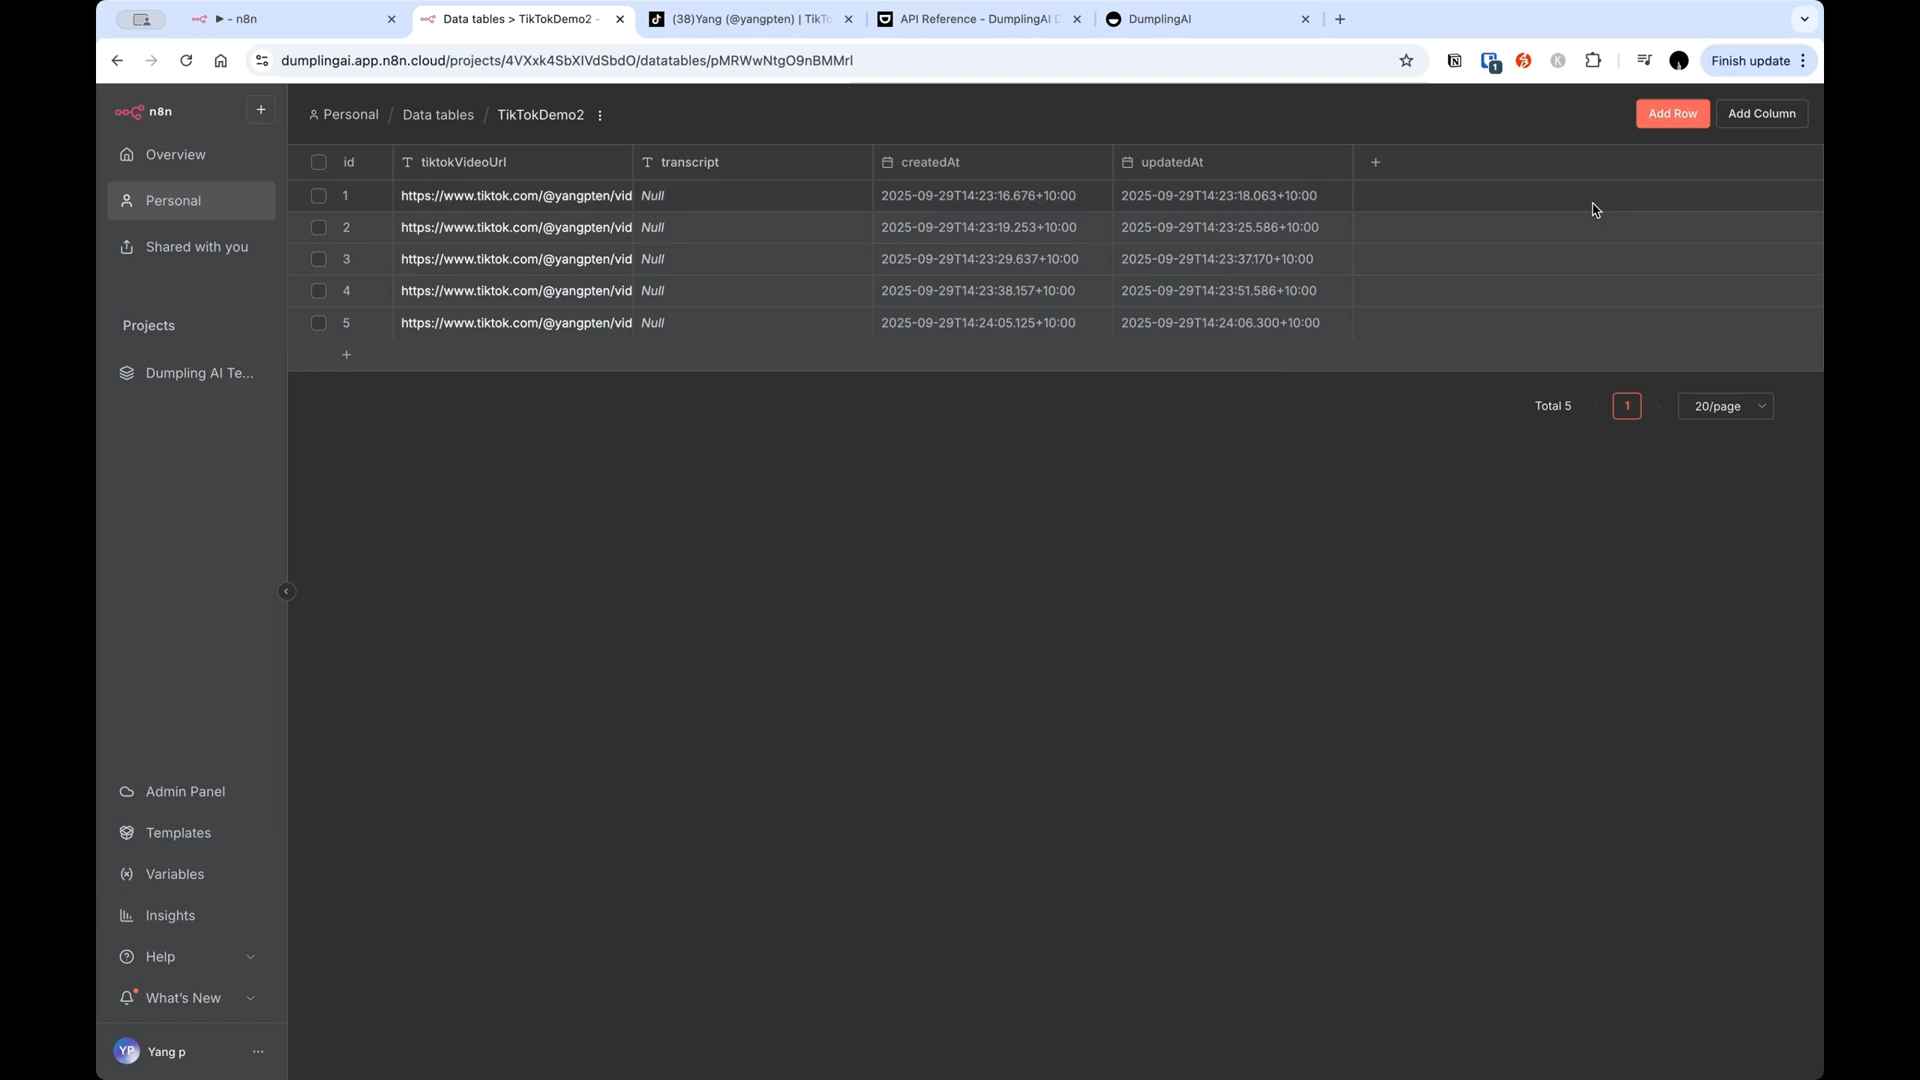 ▶ - n8n
Data tables > TikTokDemo2 -
(38)Yang (@yangpten) | TikTo
API Reference - DumplingAI D
DumplingAI
dumplingai.app.n8n.cloud/projects/4VXxk4SbXIVdSbdO/datatables/pMRWwNtgO9nBMMrl
1
K
Finish update
n8n
Personal / Data tables / TikTokDemo2
Add Row
Add Column
Overview
Personal
Shared with you
Projects
Dumpling AI Te...
id tiktokVideoUrl transcript createdAt updatedAt
1 https://www.tiktok.com/@yangpten/vid Null 2025-09-29T14:23:16.676+10:00 2025-09-29T14:23:18.063+10:00
2 https://www.tiktok.com/@yangpten/vid Null 2025-09-29T14:23:19.253+10:00 2025-09-29T14:23:25.586+10:00
3 https://www.tiktok.com/@yangpten/vid Null 2025-09-29T14:23:29.637+10:00 2025-09-29T14:23:37.170+10:00
4 https://www.tiktok.com/@yangpten/vid Null 2025-09-29T14:23:38.157+10:00 2025-09-29T14:23:51.586+10:00
5 https://www.tiktok.com/@yangpten/vid Null 2025-09-29T14:24:05.125+10:00 2025-09-29T14:24:06.300+10:00
Total 5
1
20/page
Admin Panel
Templates
Variables
Insights
Help
What's New
YP Yang p